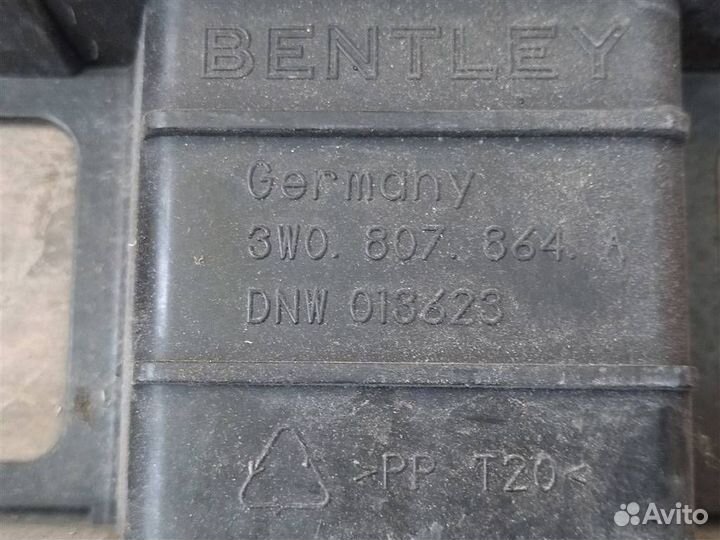 BENTLEY
Germany
3W0. 807. 864. A
DNW 013623
>PP T20<
Avito